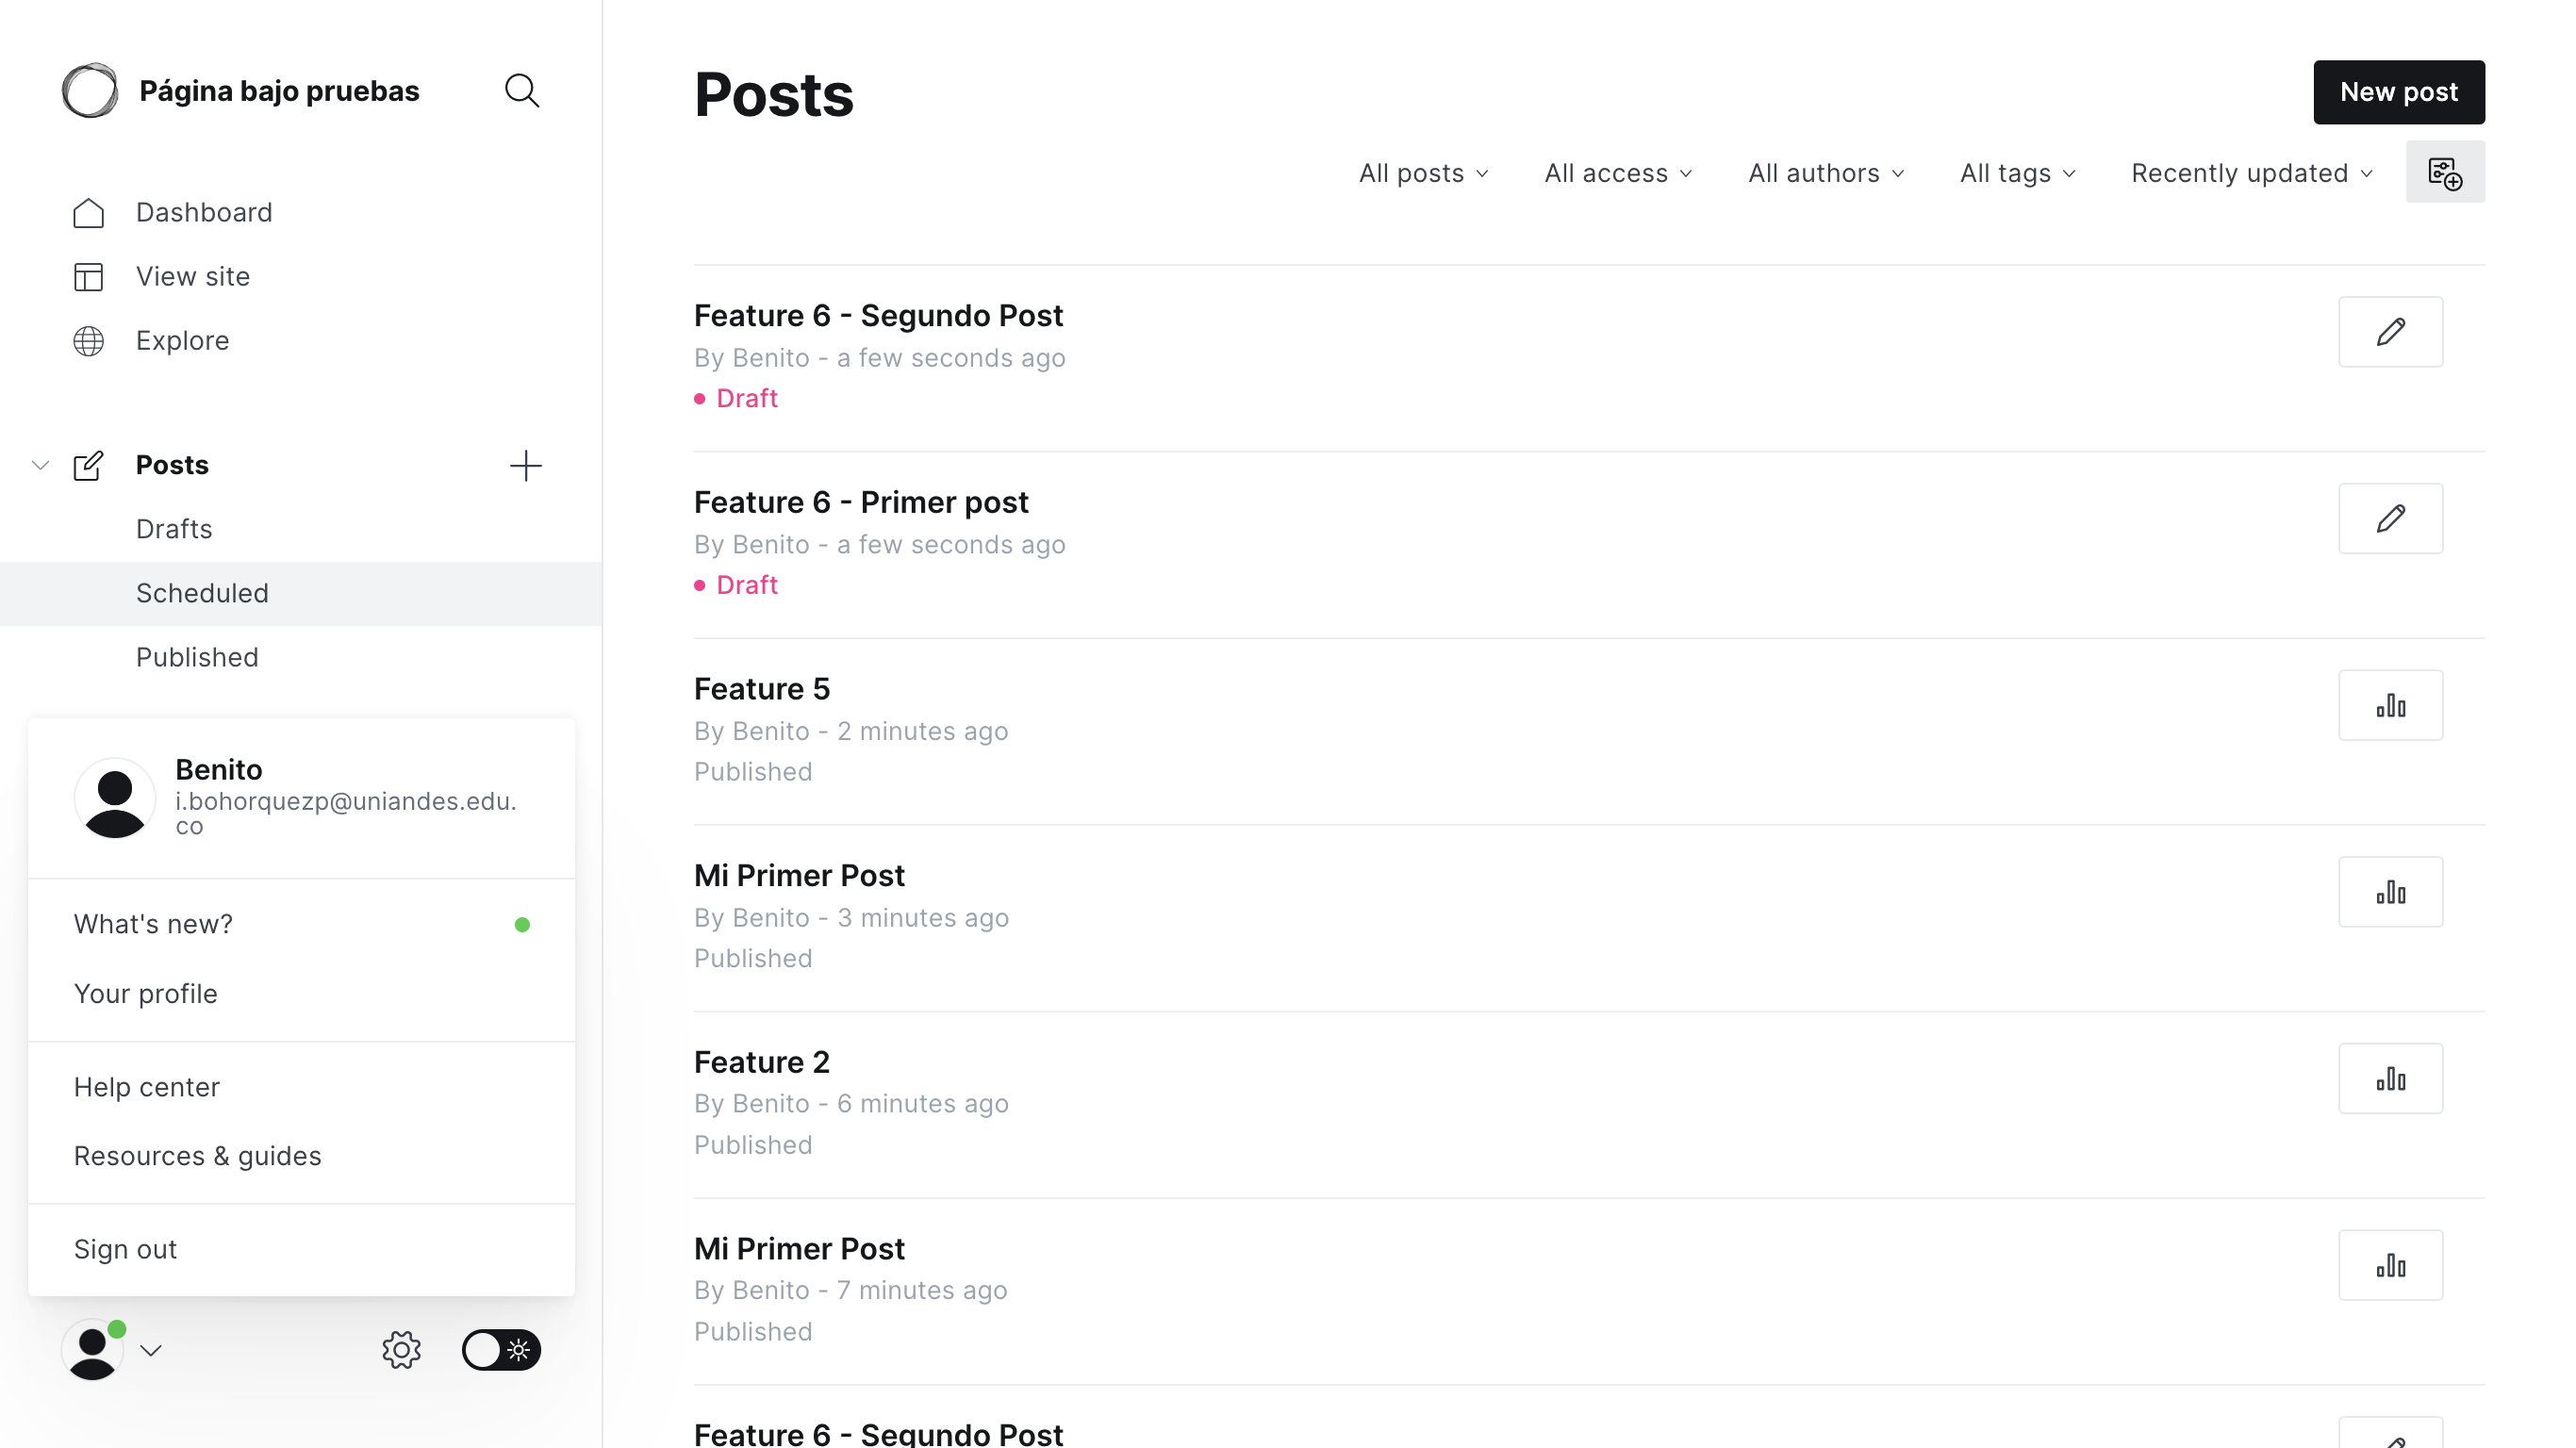 Página bajo pruebas
Dashboard
View site
Explore
Posts
Drafts
Scheduled
Published
Benito
i.bohorquezp@uniandes.edu.
co
What's new?
Your profile
Help center
Resources & guides
Sign out
Posts
New post
All posts
All access
All authors
All tags
Recently updated
Feature 6 - Segundo Post
By Benito - a few seconds ago
Draft
Feature 6 - Primer post
By Benito - a few seconds ago
Draft
Feature 5
By Benito - 2 minutes ago
Published
Mi Primer Post
By Benito - 3 minutes ago
Published
Feature 2
By Benito - 6 minutes ago
Published
Mi Primer Post
By Benito - 7 minutes ago
Published
Feature 6 - Segundo Post